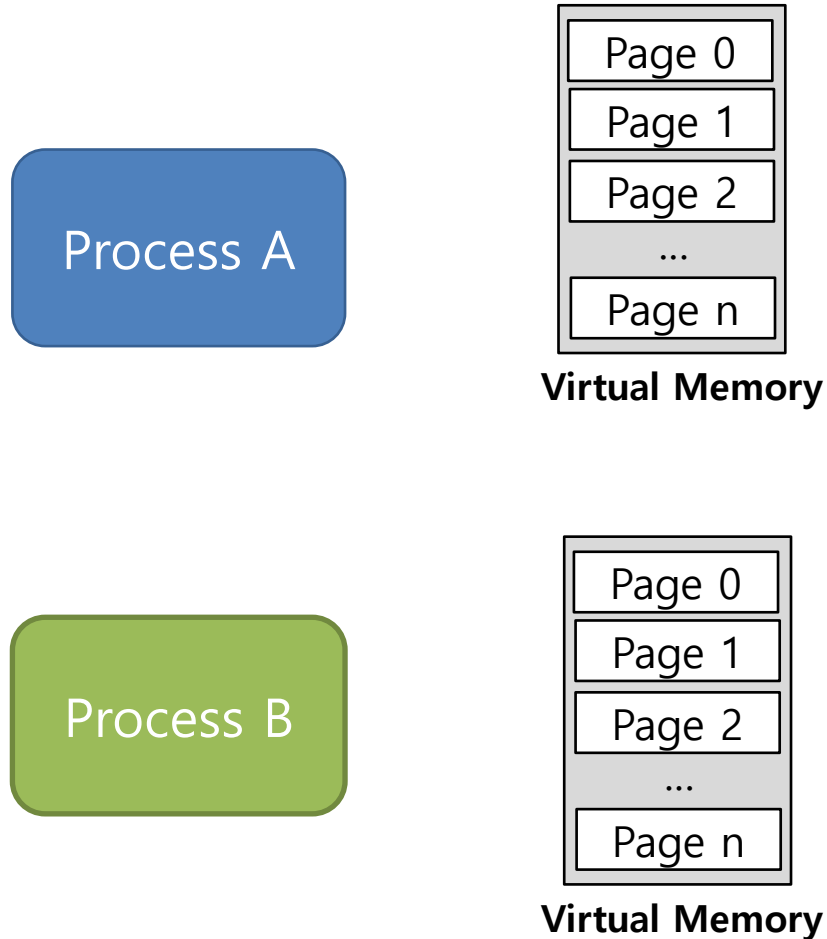 Page 0
Page 1
Process A
Page 2
...
Page n
Virtual Memory
Page 0
Page 1
Process B
Page 2
...
Page n
Virtual Memory